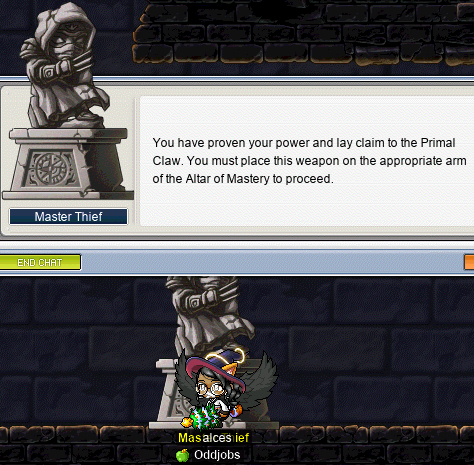 You have proven your power and lay claim to the Primal
Claw. You must place this weapon on the appropriate arm
of the Altar of Mastery to proceed.
Master Thief
END CHAT
Masalcesief
Oddjobs